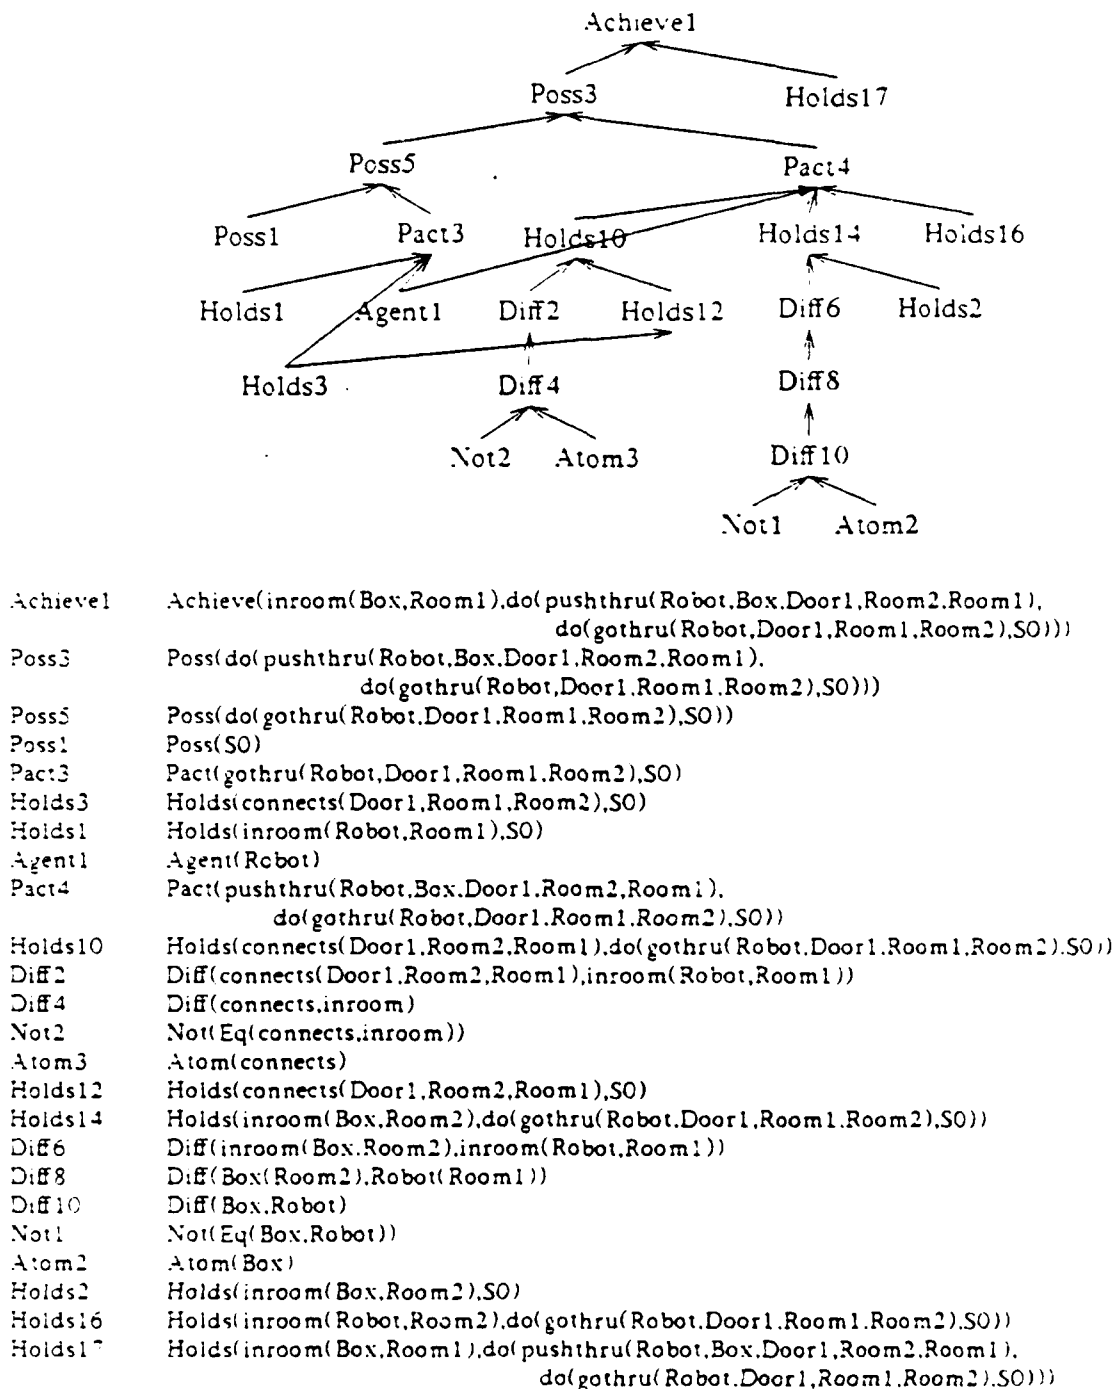 Achieve1
Poss3 Holds17
Poss5 Pact4
Poss1 Pact3 Holds10 Holds14 Holds16
Holds1 Agent1 Diff2 Holds12 Diff6 Holds2
Holds3 Diff4 Diff8
Not2 Atom3 Diff10
Not1 Atom2
Achieve1 Achieve(inroom(Box,Room1),do(pushthru(Robot,Box,Door1,Room2,Room1),
do(gothru(Robot,Door1,Room1,Room2),S0)))
Poss3 Poss(do(pushthru(Robot,Box,Door1,Room2,Room1),
do(gothru(Robot,Door1,Room1,Room2),S0)))
Poss5 Poss(do(gothru(Robot,Door1,Room1,Room2),S0))
Poss1 Poss(S0)
Pact3 Pact(gothru(Robot,Door1,Room1,Room2),S0)
Holds3 Holds(connects(Door1,Room1,Room2),S0)
Holds1 Holds(inroom(Robot,Room1),S0)
Agent1 Agent(Robot)
Pact4 Pact(pushthru(Robot,Box,Door1,Room2,Room1),
do(gothru(Robot,Door1,Room1,Room2),S0))
Holds10 Holds(connects(Door1,Room2,Room1),do(gothru(Robot,Door1,Room1,Room2),S0))
Diff2 Diff(connects(Door1,Room2,Room1),inroom(Robot,Room1))
Diff4 Diff(connects,inroom)
Not2 Not(Eq(connects,inroom))
Atom3 Atom(connects)
Holds12 Holds(connects(Door1,Room2,Room1),S0)
Holds14 Holds(inroom(Box,Room2),do(gothru(Robot,Door1,Room1,Room2),S0))
Diff6 Diff(inroom(Box,Room2),inroom(Robot,Room1))
Diff8 Diff(Box(Room2),Robot(Room1))
Diff10 Diff(Box,Robot)
Not1 Not(Eq(Box,Robot))
Atom2 Atom(Box)
Holds2 Holds(inroom(Box,Room2),S0)
Holds16 Holds(inroom(Robot,Room2),do(gothru(Robot,Door1,Room1,Room2),S0))
Holds17 Holds(inroom(Box,Room1),do(pushthru(Robot,Box,Door1,Room2,Room1),
do(gothru(Robot,Door1,Room1,Room2),S0)))